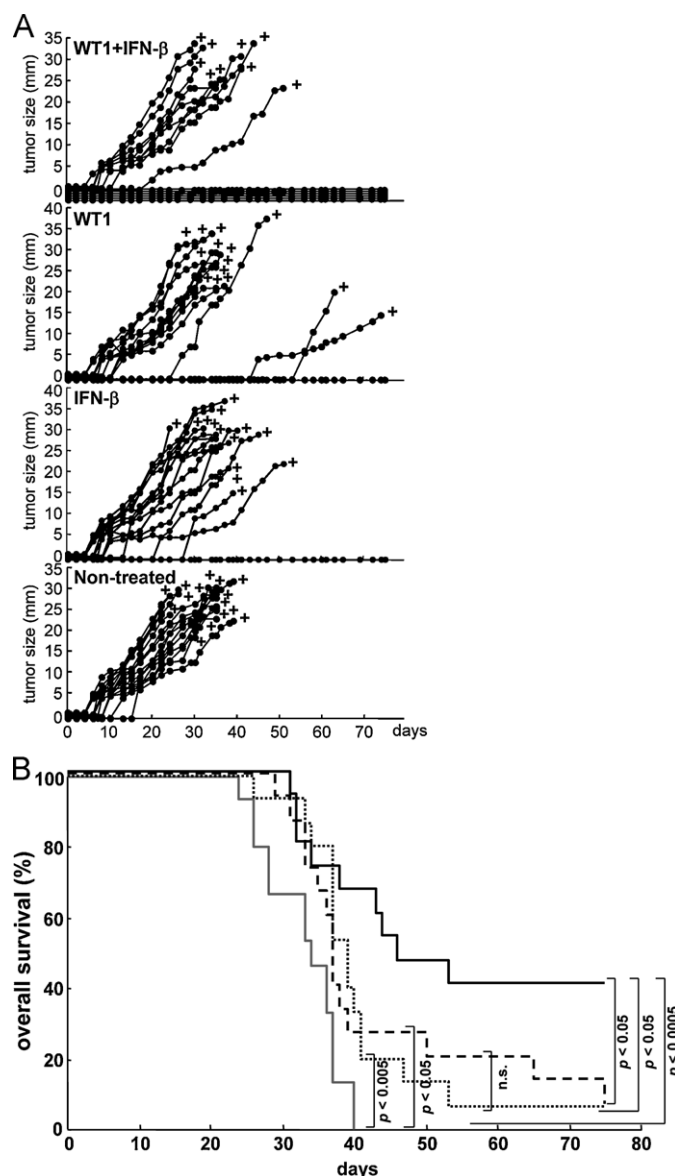 A
WT1+IFN-β
tumor size (mm)
35
30
25
20
15
10
5
0
WT1
tumor size (mm)
40
35
30
25
20
15
10
5
0
IFN-β
tumor size (mm)
40
35
30
25
20
15
10
5
0
Non-treated
tumor size (mm)
35
30
25
20
15
10
5
0
0 10 20 30 40 50 60 70 days
B
overall survival (%)
100
80
60
40
20
0
p < 0.005
p < 0.05
n.s.
p < 0.05
p < 0.05
p < 0.0005
0 10 20 30 40 50 60 70 80
days